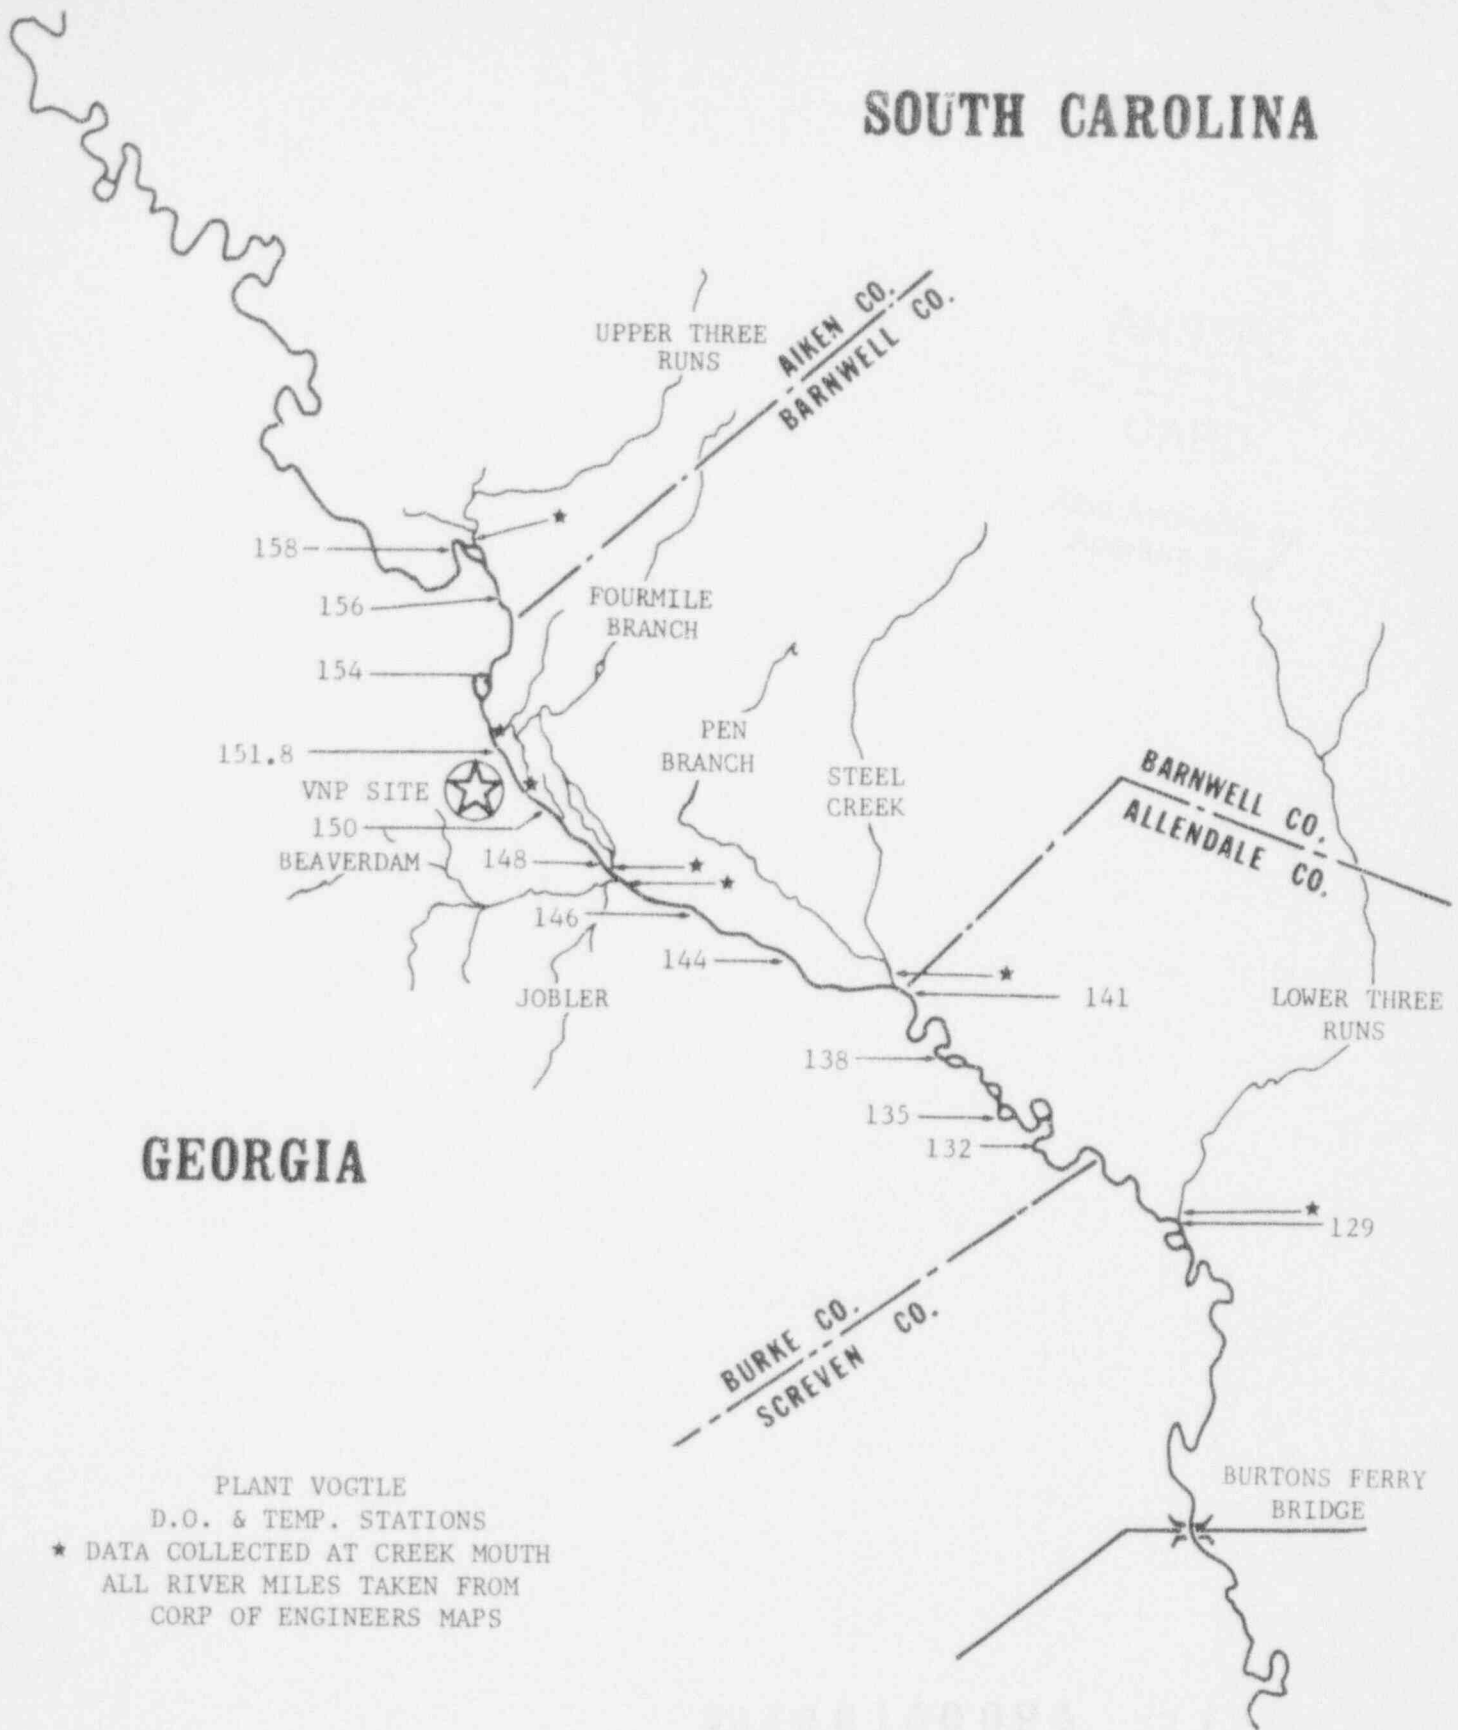 SOUTH CAROLINA
UPPER THREE
RUNS
AIKEN CO.
BARNWELL CO.
158
156
FOURMILE
BRANCH
154
PEN
BRANCH
151.8
STEEL
CREEK
VNP SITE
150
BEAVERDAM
148
146
144
JOBLER
BARNWELL CO.
ALLENDALE CO.
141
LOWER THREE
RUNS
138
135
132
129
GEORGIA
BURKE CO.
SCREVEN CO.
BURTONS FERRY
BRIDGE
PLANT VOGTLE
D.O. & TEMP. STATIONS
★ DATA COLLECTED AT CREEK MOUTH
ALL RIVER MILES TAKEN FROM
CORP OF ENGINEERS MAPS